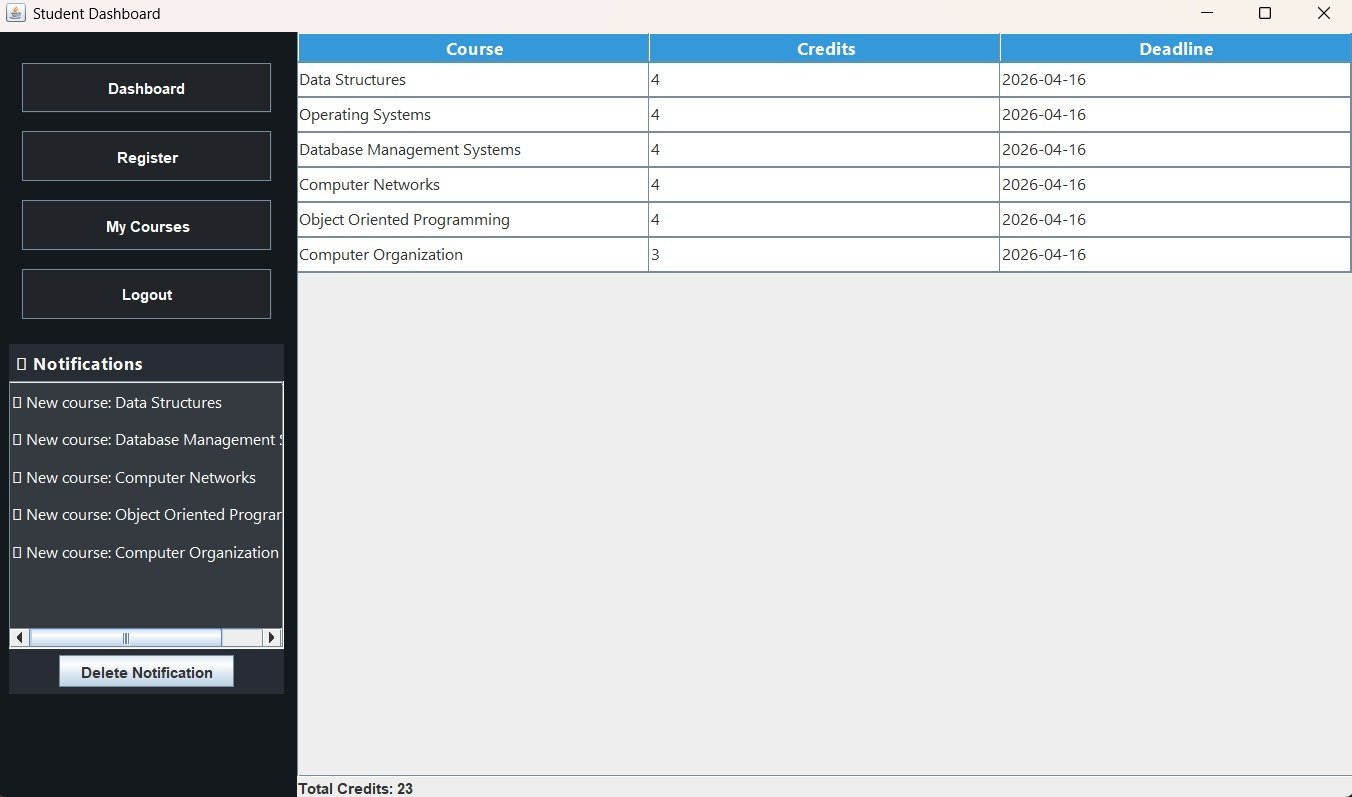 Student Dashboard
Dashboard
Register
My Courses
Logout
Notifications
New course: Data Structures
New course: Database Management
New course: Computer Networks
New course: Object Oriented Progra
New course: Computer Organization
Delete Notification
Course Credits Deadline
Data Structures 4 2026-04-16
Operating Systems 4 2026-04-16
Database Management Systems 4 2026-04-16
Computer Networks 4 2026-04-16
Object Oriented Programming 4 2026-04-16
Computer Organization 3 2026-04-16
Total Credits: 23